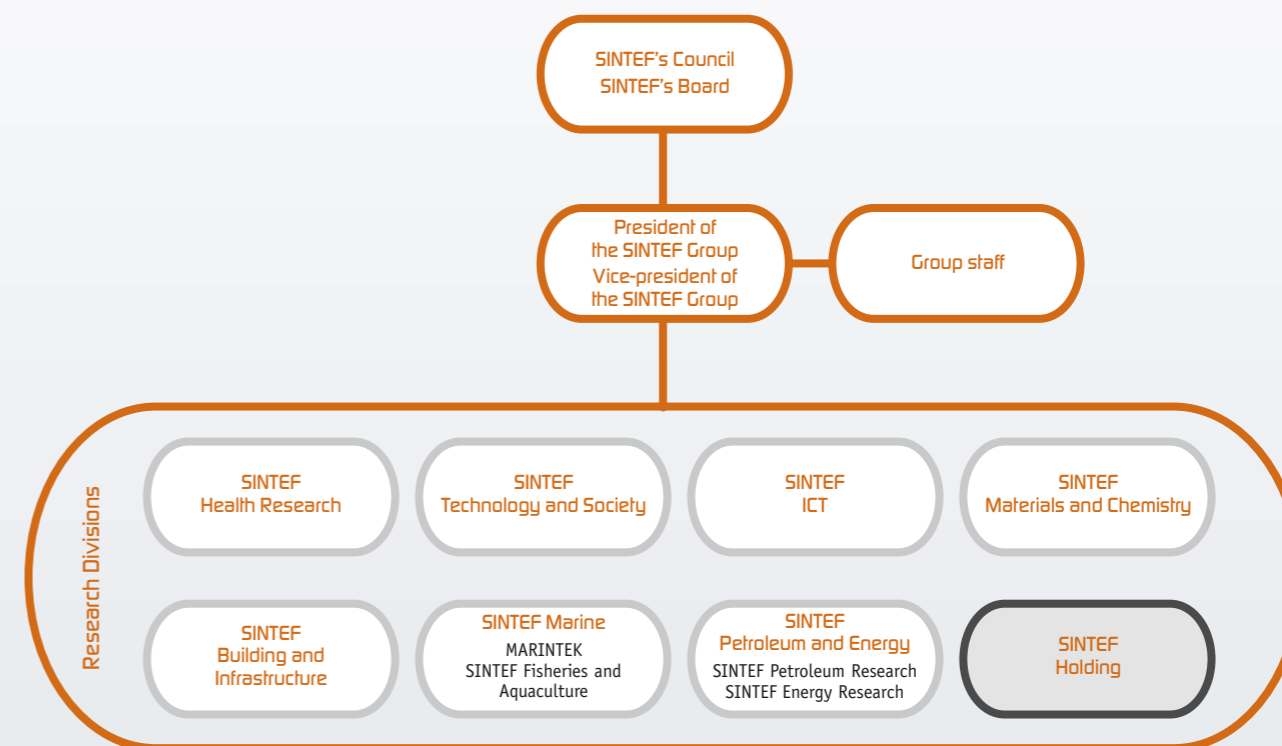 SINTEF's Council
SINTEF's Board
President of
the SINTEF Group
Vice-president of
the SINTEF Group
Group staff
Research Divisions
SINTEF
Health Research
SINTEF
Technology and Society
SINTEF
ICT
SINTEF
Materials and Chemistry
SINTEF
Building and
Infrastructure
SINTEF Marine
MARINTEK
SINTEF Fisheries and
Aquaculture
SINTEF
Petroleum and Energy
SINTEF Petroleum Research
SINTEF Energy Research
SINTEF
Holding